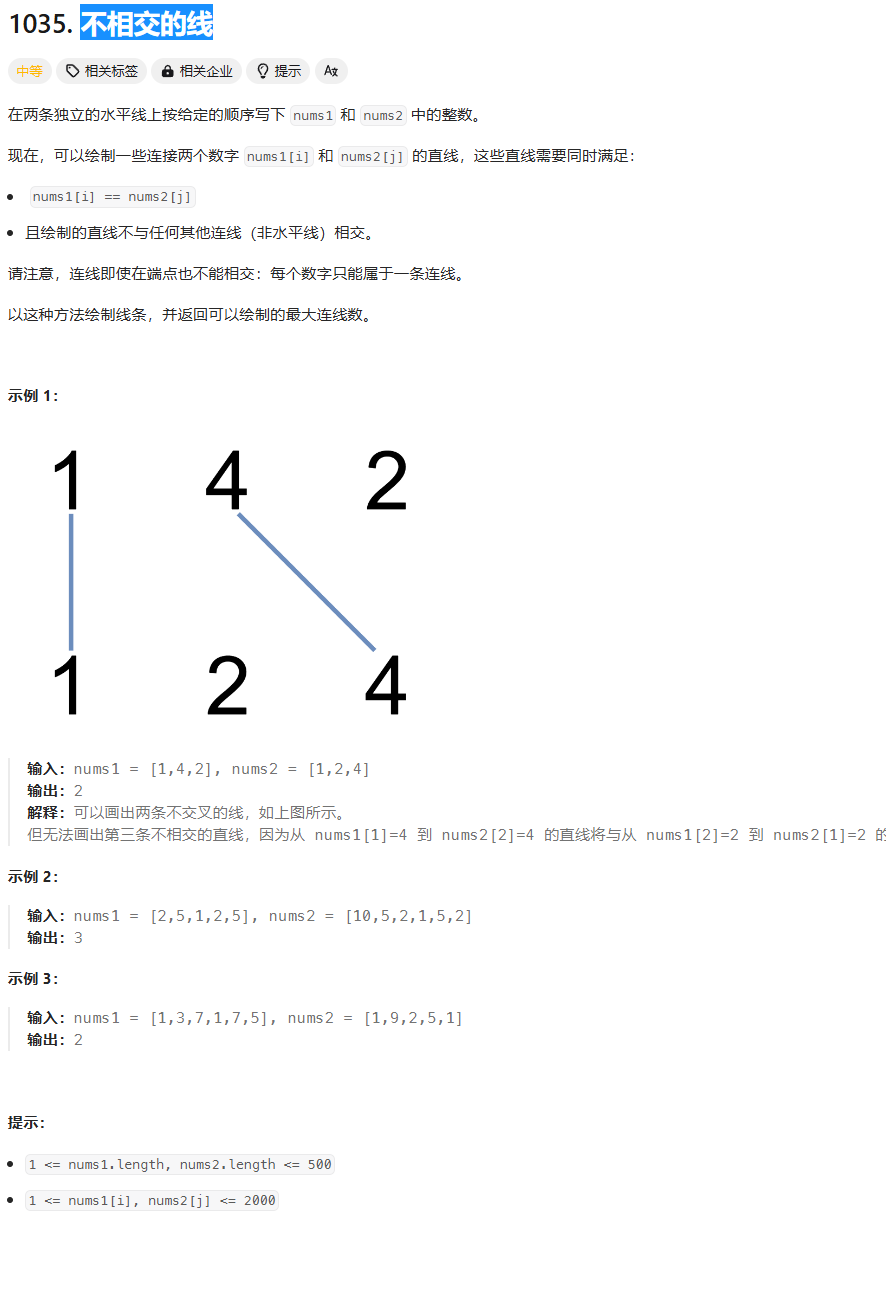 1035. 不相交的线
中等 相关标签 相关企业 提示 Aあ
在两条独立的水平线上按给定的顺序写下 nums1 和 nums2 中的整数。
现在，可以绘制一些连接两个数字 nums1[i] 和 nums2[j] 的直线，这些直线需要同时满足：
nums1[i] == nums2[j]
且绘制的直线不与任何其他连线（非水平线）相交。
请注意，连线即使在端点也不能相交：每个数字只能属于一条连线。
以这种方法绘制线条，并返回可以绘制的最大连线数。
示例 1：
1 4 2
1 2 4
输入：nums1 = [1,4,2], nums2 = [1,2,4]
输出：2
解释：可以画出两条不交叉的线，如上图所示。
但无法画出第三条不相交的直线，因为从 nums1[1]=4 到 nums2[2]=4 的直线将与从 nums1[2]=2 到 nums2[1]=2 的
示例 2：
输入：nums1 = [2,5,1,2,5], nums2 = [10,5,2,1,5,2]
输出：3
示例 3：
输入：nums1 = [1,3,7,1,7,5], nums2 = [1,9,2,5,1]
输出：2
提示：
1 <= nums1.length, nums2.length <= 500
1 <= nums1[i], nums2[j] <= 2000